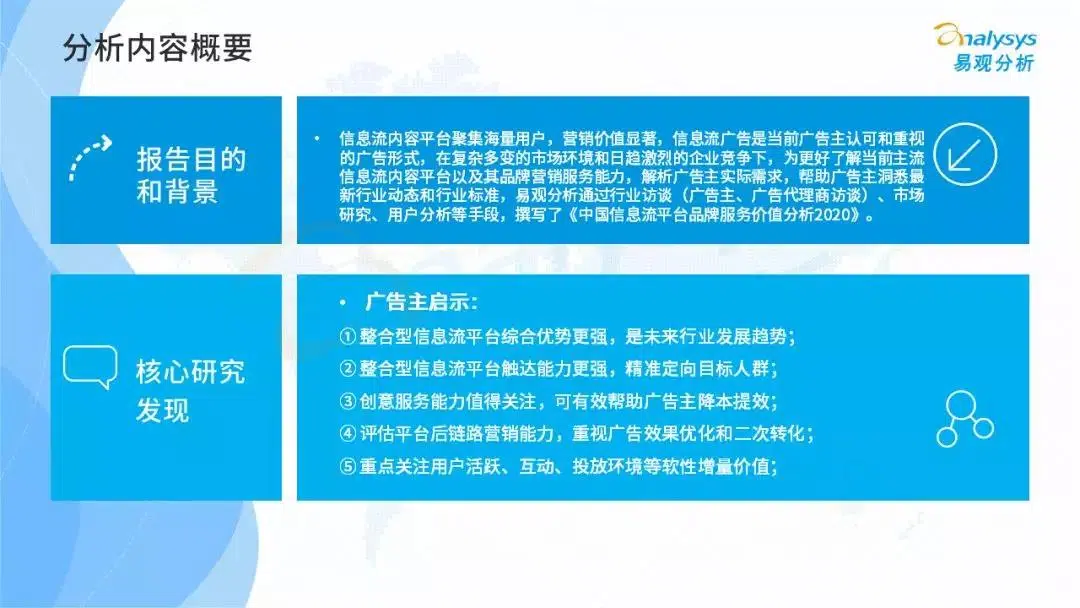 分析内容概要
analysys
易观分析
报告目的
和背景
• 信息流内容平台聚集海量用户，营销价值显著，信息流广告是当前广告主认可和重视
的广告形式，在复杂多变的市场环境和日趋激烈的企业竞争下，为更好了解当前主流
信息流内容平台以及其品牌营销服务能力，解析广告主实际需求，帮助广告主洞悉最
新行业动态和行业标准，易观分析通过行业访谈（广告主、广告代理商访谈）、市场
研究、用户分析等手段，撰写了《中国信息流平台品牌服务价值分析2020》。
核心研究
发现
• 广告主启示：
①整合型信息流平台综合优势更强，是未来行业发展趋势；
②整合型信息流平台触达能力更强，精准定向目标人群；
③创意服务能力值得关注，可有效帮助广告主降本提效；
④评估平台后链路营销能力，重视广告效果优化和二次转化；
⑤重点关注用户活跃、互动、投放环境等软性增量价值；